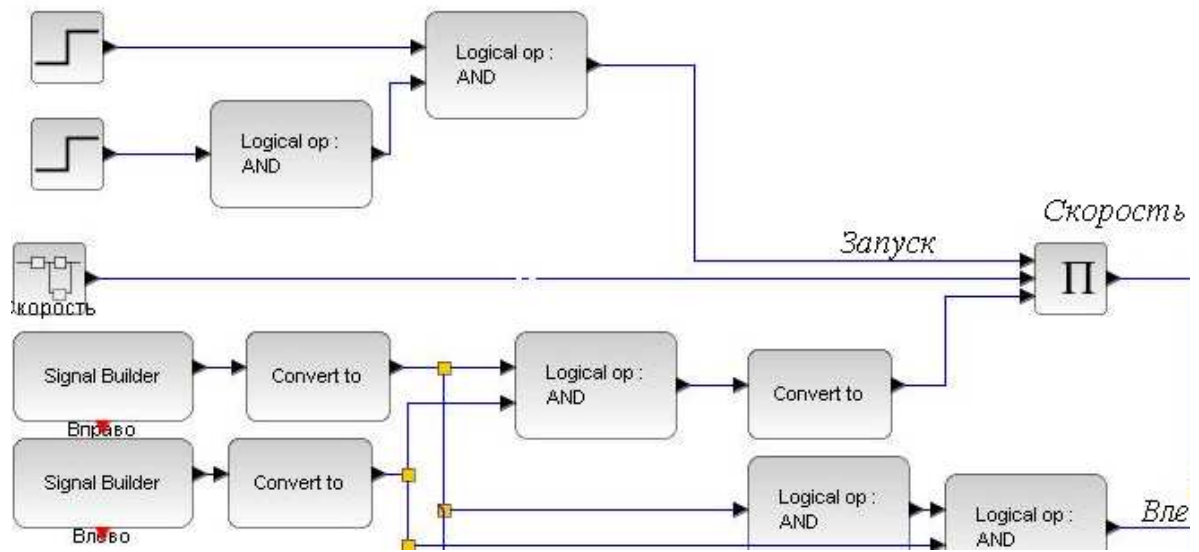 Logical op :
AND
Logical op :
AND
Скорость
Запуск
П
Скорость
Signal Builder
Convert to
Logical op :
AND
Convert to
Вправо
Signal Builder
Convert to
Logical op :
AND
Logical op :
AND
Влево
Вле